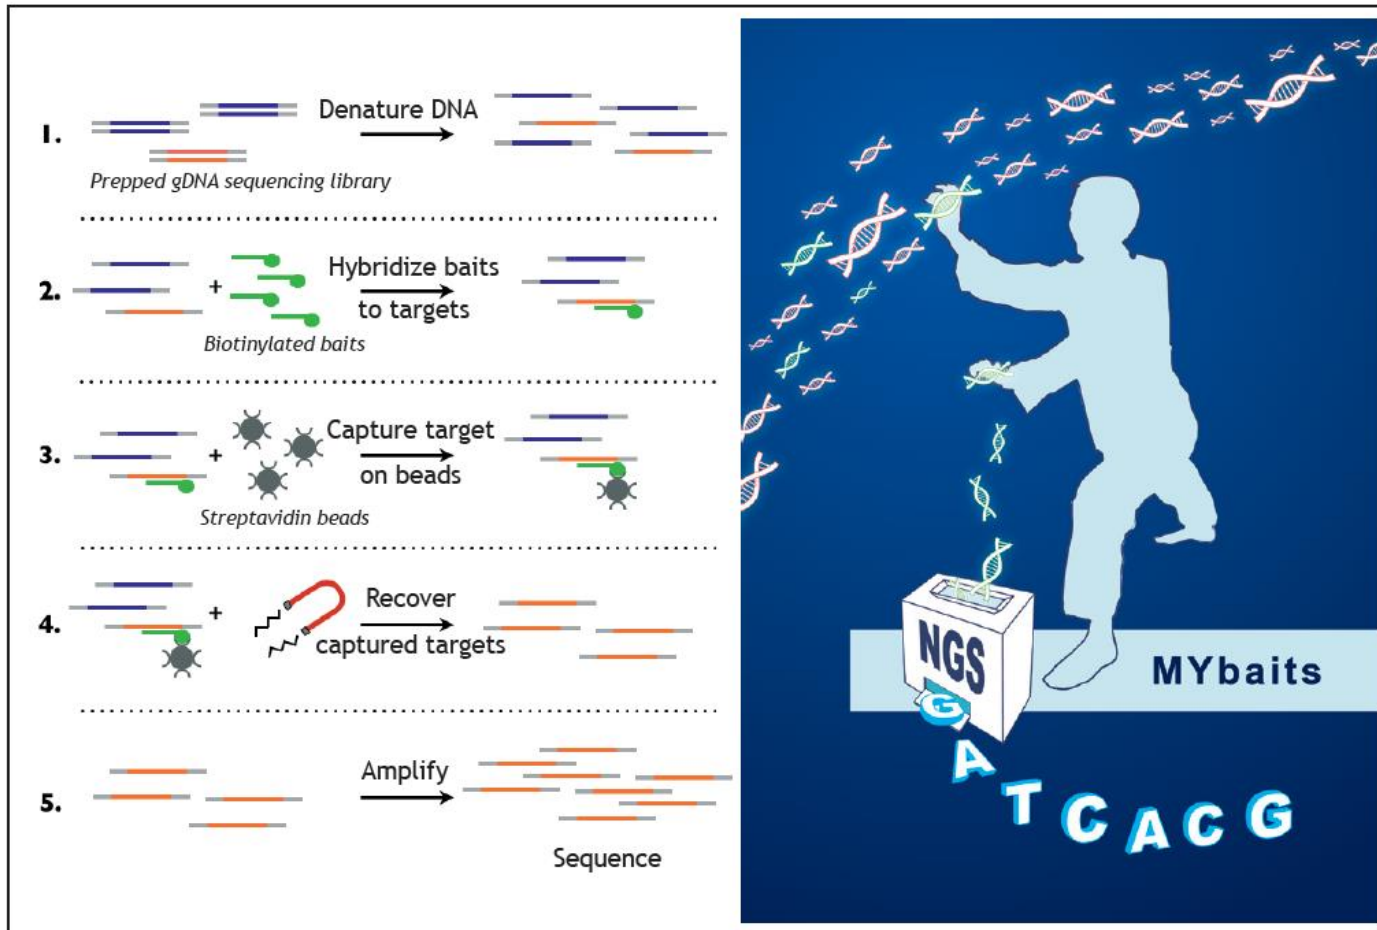 1.
Denature DNA
Prepped gDNA sequencing library
2.
+
Hybridize baits
to targets
Biotinylated baits
3.
+
Capture target
on beads
Streptavidin beads
4.
+
Recover
captured targets
5.
Amplify
Sequence
NGS
MYbaits
G
A
T
C
A
C
G